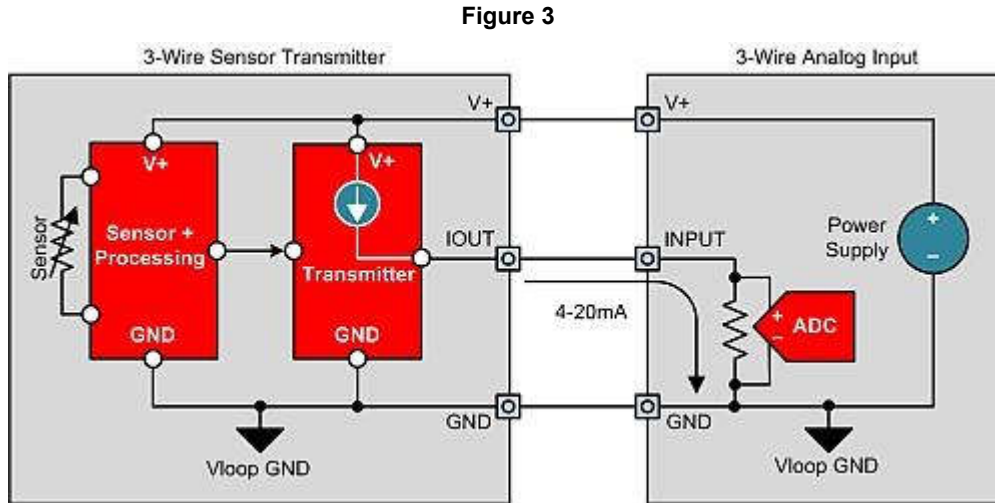 Figure 3
3-Wire Sensor Transmitter
3-Wire Analog Input
V+
V+
V+
V+
Sensor
Sensor +
Processing
Transmitter
IOUT
INPUT
Power
Supply
+
−
4-20mA
+
−
ADC
GND
GND
GND
GND
Vloop GND
Vloop GND